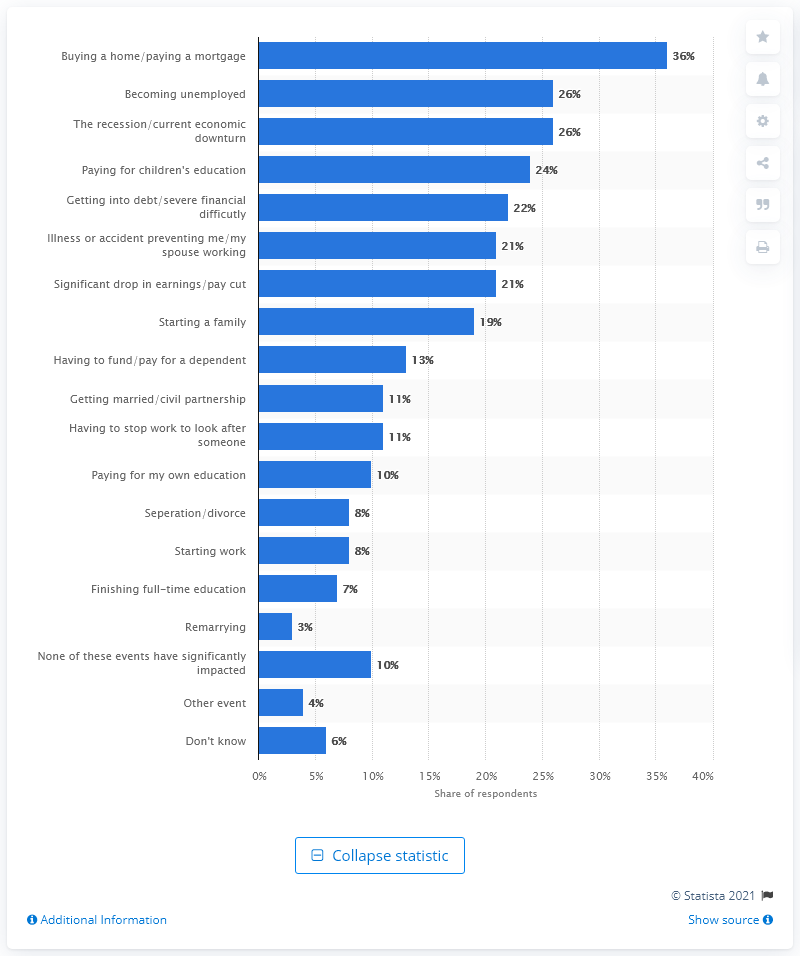 Buying a home/paying a mortgage 36%
Becoming unemployed 26%
The recession/current economic
downturn 26%
Paying for children's education 24%
Getting into debt/severe financial
difficutly 22%
Illness or accident preventing me/my
spouse working 21%
Significant drop in earnings/pay cut 21%
Starting a family 19%
Having to fund/pay for a dependent 13%
Getting married/civil partnership 11%
Having to stop work to look after
someone 11%
Paying for my own education 10%
Seperation/divorce 8%
Starting work 8%
Finishing full-time education 7%
Remarrying 3%
None of these events have significantly
impacted 10%
Other event 4%
Don't know 6%
0% 5% 10% 15% 20% 25% 30% 35% 40%
Share of respondents
Collapse statistic
© Statista 2021
Additional Information Show source